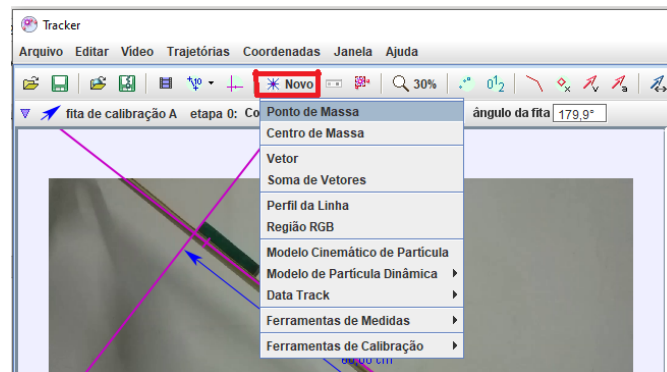 Tracker
Arquivo Editar Video Trajetórias Coordenadas Janela Ajuda
Novo 30%
fita de calibração A etapa 0: Co ângulo da fita 179,9°
Ponto de Massa
Centro de Massa
Vetor
Soma de Vetores
Perfil da Linha
Região RGB
Modelo Cinemático de Partícula
Modelo de Partícula Dinâmica
Data Track
Ferramentas de Medidas
Ferramentas de Calibração